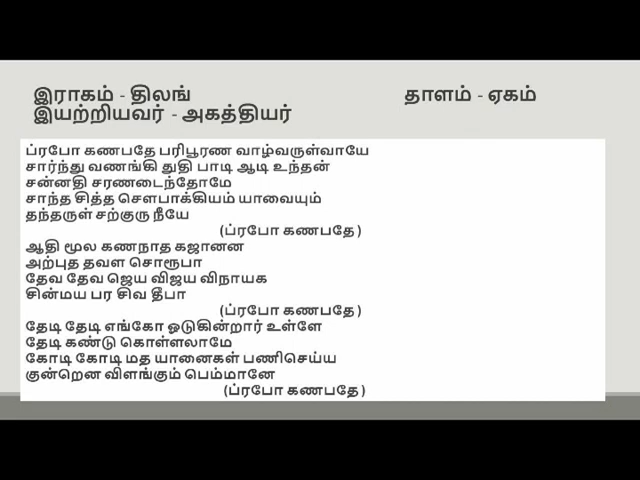 இராகம் - திலங் தாளம் - ஏகம்
இயற்றியவர் - அகத்தியர்
ப்ரபோ கணபதே பரிபூரண வாழ்வருள்வாயே
சார்ந்து வணங்கி துதி பாடி ஆடி உந்தன்
சன்னதி சரணடைந்தோமே
சாந்த சித்த சௌபாக்கியம் யாவையும்
தந்தருள் சற்குரு நீயே
(ப்ரபோ கணபதே )
ஆதி மூல கணநாத கஜானன
அற்புத தவள சொரூபா
தேவ தேவ ஜெய விஜய விநாயக
சின்மய பர சிவ தீபா
(ப்ரபோ கணபதே )
தேடி தேடி எங்கோ ஓடுகின்றார் உள்ளே
தேடி கண்டு கொள்ளலாமே
கோடி கோடி மத யானைகள் பணிசெய்ய
குன்றென விளங்கும் பெம்மானே
(ப்ரபோ கணபதே )